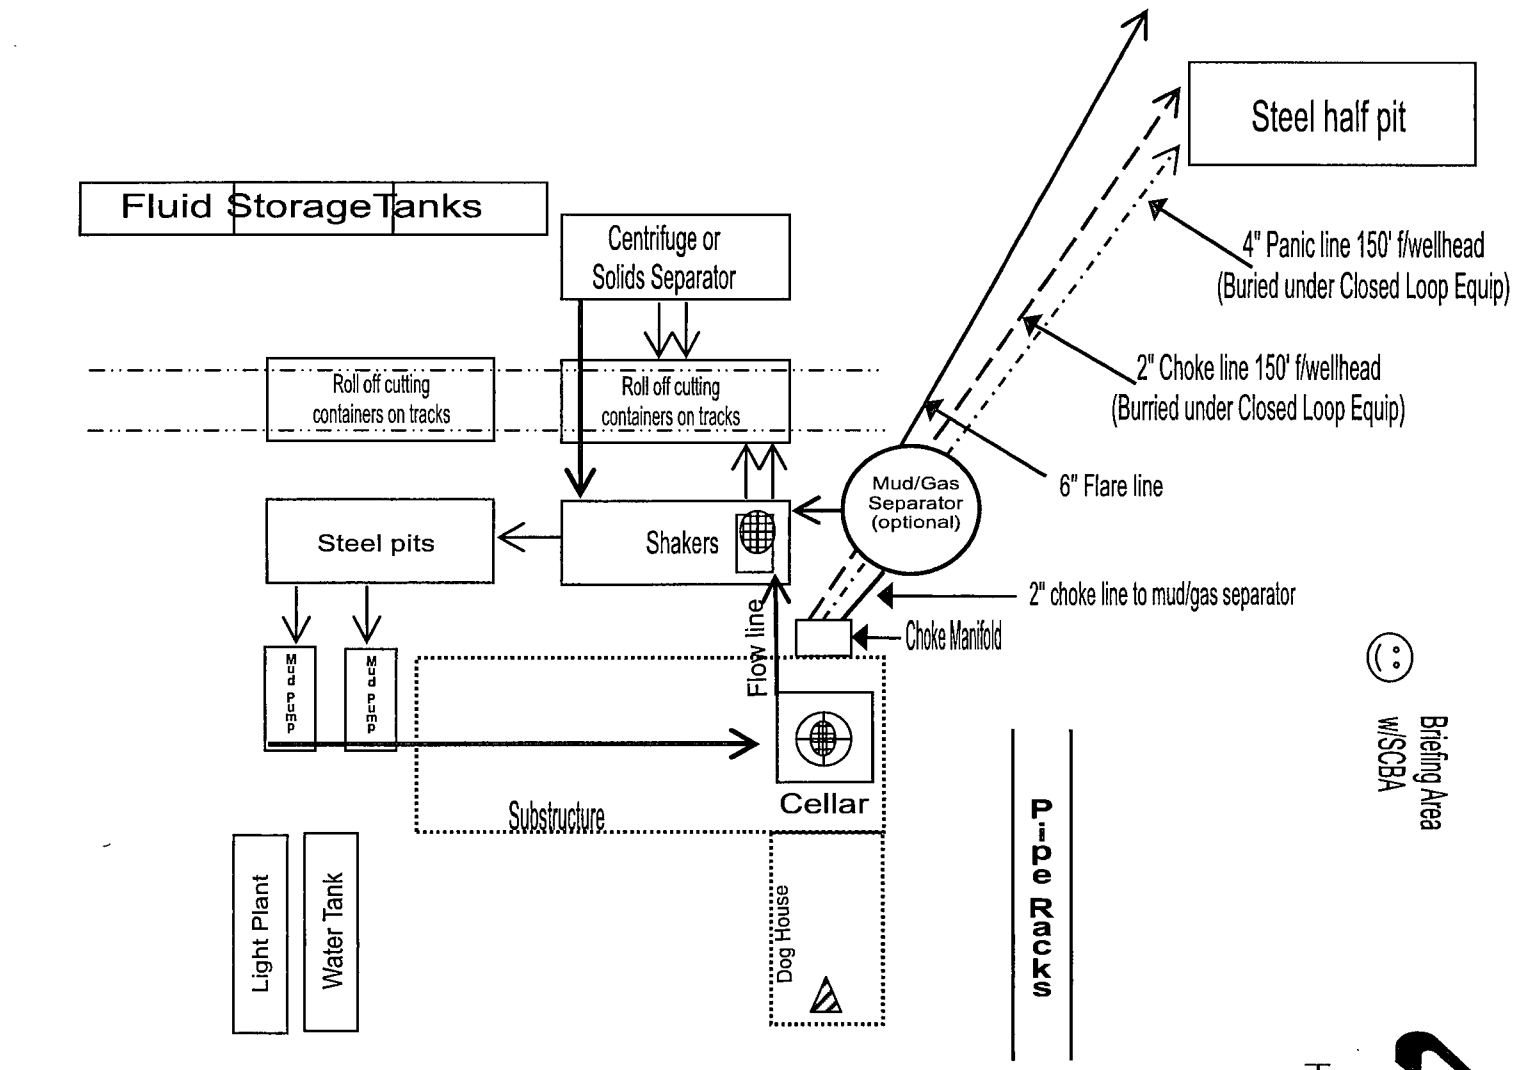 Steel half pit
Fluid StorageTanks
Centrifuge or
Solids Separator
4" Panic line 150' f/wellhead
(Buried under Closed Loop Equip)
2" Choke line 150' f/wellhead
(Burried under Closed Loop Equip)
Roll off cutting
containers on tracks
Roll off cutting
containers on tracks
6" Flare line
Mud/Gas
Separator
(optional)
Steel pits
Shakers
2" choke line to mud/gas separator
Flow line
Choke Manifold
Mud pump
Mud pump
Briefing Area
w/SCBA
Cellar
Substructure
Pipe Racks
Light Plant
Water Tank
Dog House